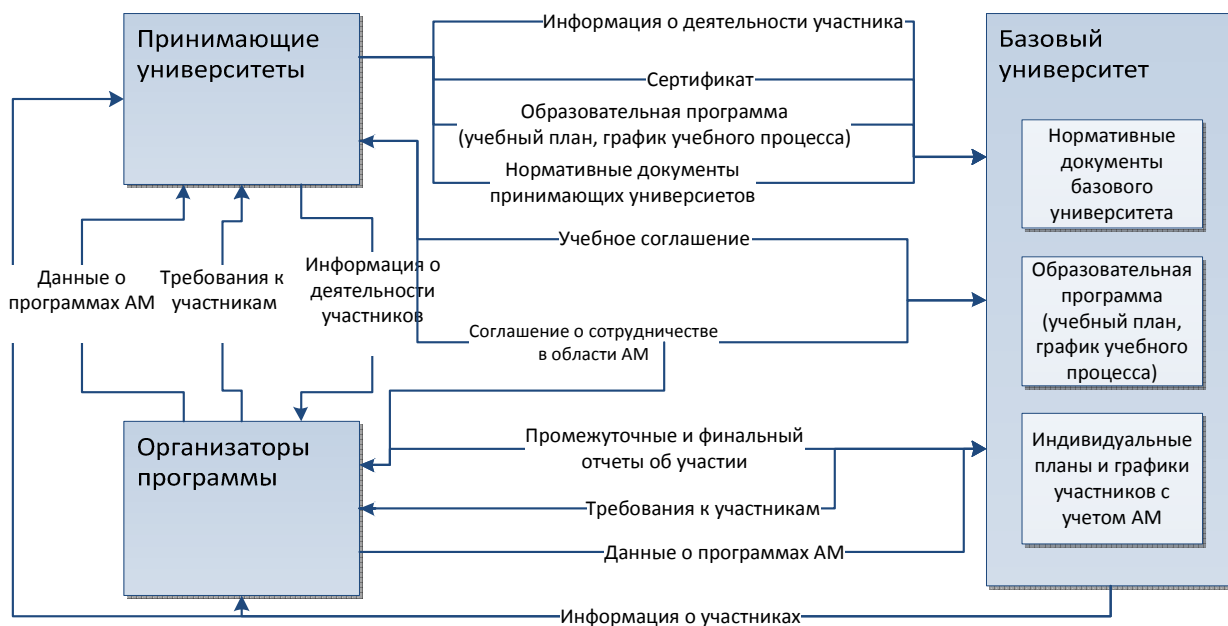 Принимающие
университеты
Информация о деятельности участника
Сертификат
Образовательная программа
(учебный план, график учебного процесса)
Нормативные документы
принимающих универсиетов
Базовый
университет
Нормативные
документы
базового
университета
Образовательная
программа
(учебный план,
график учебного
процесса)
Индивидуальные
планы и графики
участников с
учетом АМ
Учебное соглашение
Данные о
программах АМ
Требования к
участникам
Информация о
деятельности
участников
Соглашение о сотрудничестве
в области АМ
Организаторы
программы
Промежуточные и финальный
отчеты об участии
Требования к участникам
Данные о программах АМ
Информация о участниках